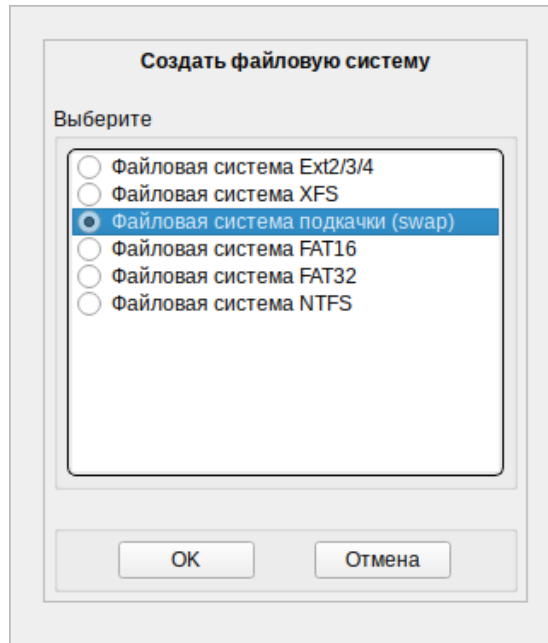 Создать файловую систему
Выберите
Файловая система Ext2/3/4
Файловая система XFS
Файловая система подкачки (swap)
Файловая система FAT16
Файловая система FAT32
Файловая система NTFS
OK
Отмена